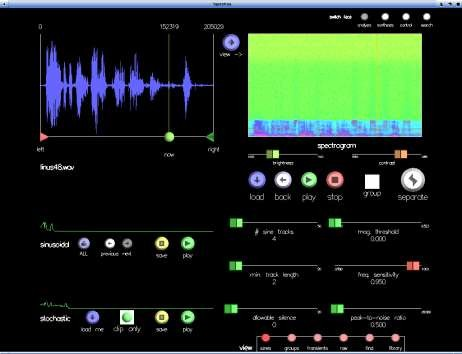 switch face
analysis synthesis control search
0 152319 205029
view ->
left now right
linus48.wav
spectrogram
brightness contrast
load back play stop group separate
# sine tracks
4
mag. threshold
0.000
sinusoidal ALL previous next save play
min. track length
2
freq. sensitivity
0.950
stochastic load me clip only save play
allowable silence
0
peak-to-noise ratio
0.500
view sines groups transients raw find library